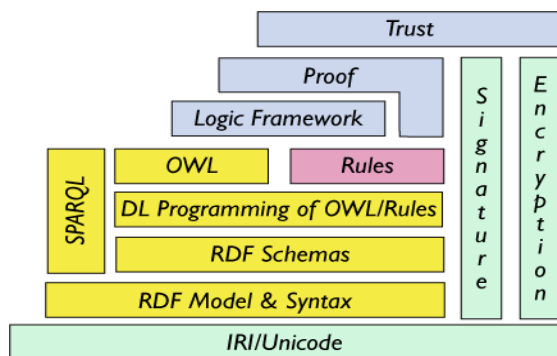 Trust
Proof
Logic Framework
Signature
Encryption
SPARQL
OWL
Rules
DL Programming of OWL/Rules
RDF Schemas
RDF Model & Syntax
IRI/Unicode